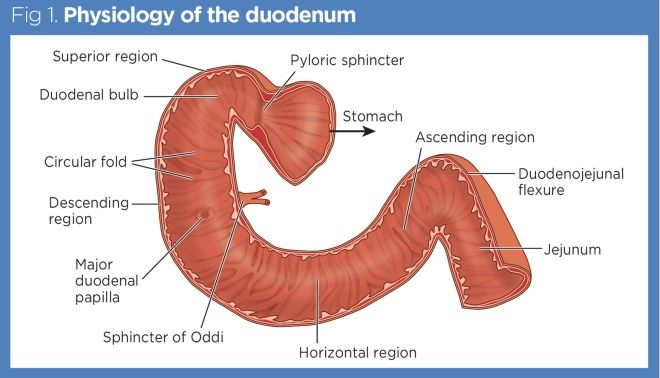 Fig 1. Physiology of the duodenum
Superior region
Pyloric sphincter
Duodenal bulb
Stomach
Ascending region
Circular fold
Duodenojejunal
flexure
Descending
region
Jejunum
Major
duodenal
papilla
Sphincter of Oddi
Horizontal region